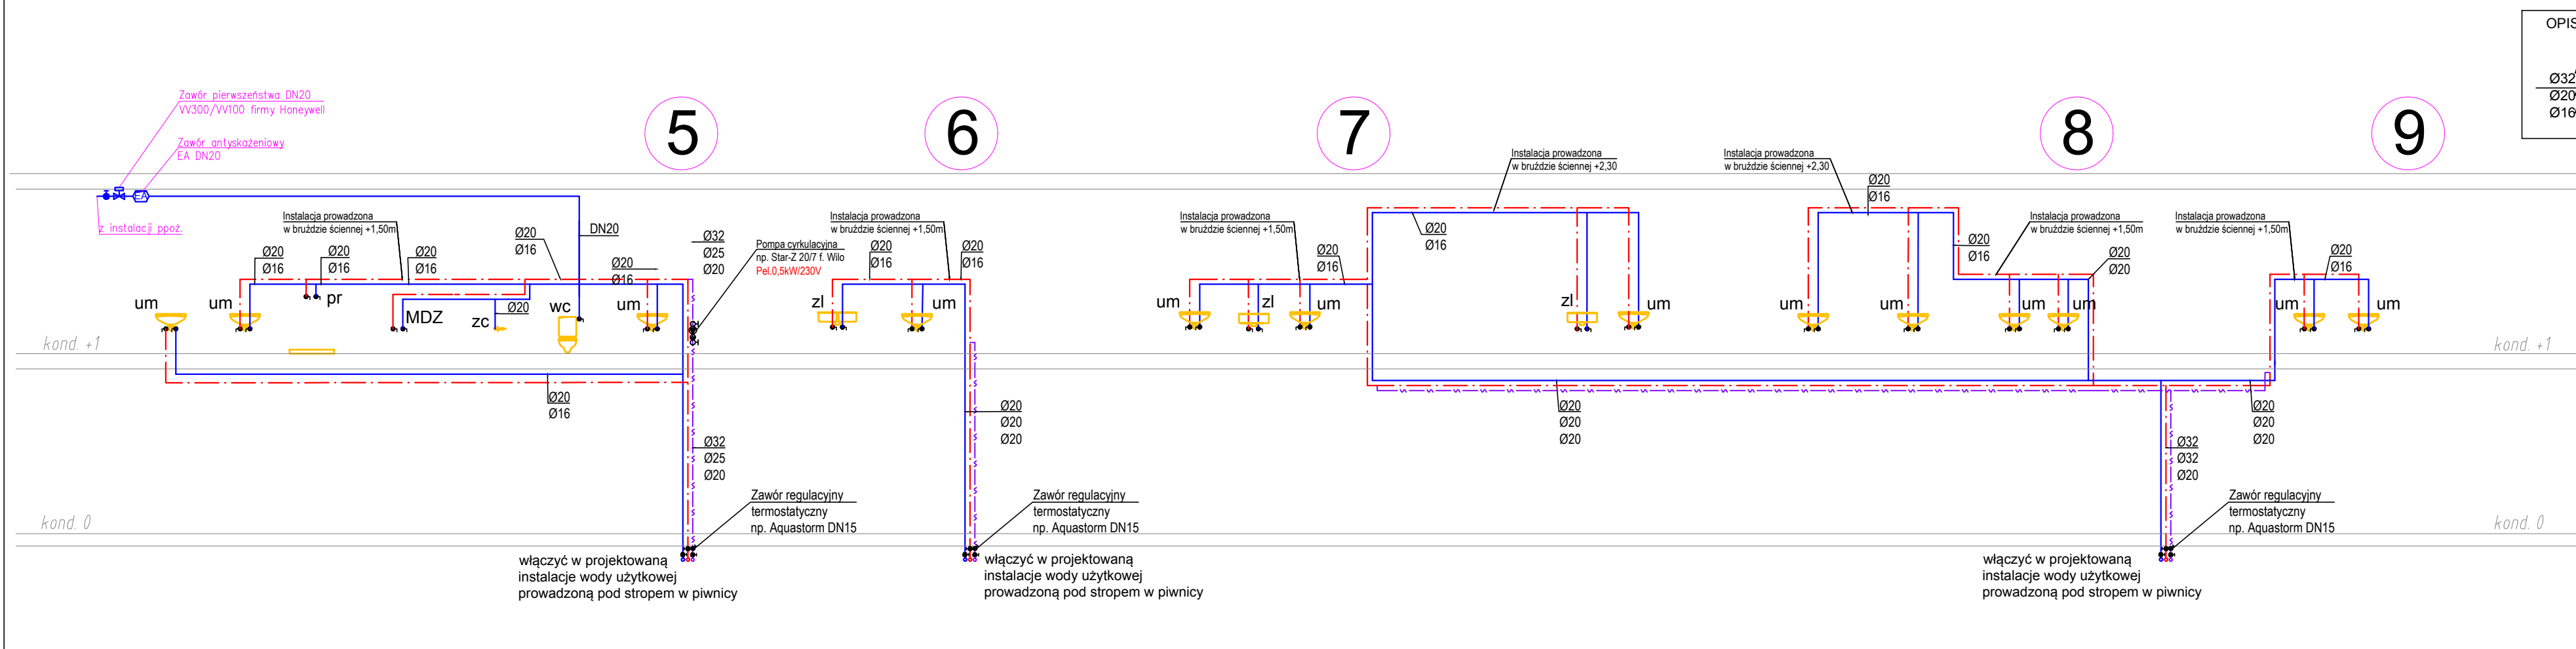 OPIS
Ø32
Ø20
Ø16
Zawór pierwszeństwa DN20
VV300/VV100 firmy Honeywell
Zawór antyskażeniowy
EA DN20
EA
z instalacji ppoż.
5
6
7
8
9
Instalacja prowadzona
w bruździe ściennej +1,50m
Ø20
Ø16
Ø20
Ø16
Ø20
Ø16
Ø20
Ø16
DN20
Ø20
Ø16
Ø32
Ø25
Ø20
Pompa cyrkulacyjna
np. Star-Z 20/7 f. Wilo
Pel.0,5kW/230V
um
um
pr
MDZ
zc
Ø20
wc
um
Ø20
Ø16
Ø32
Ø25
Ø20
Instalacja prowadzona
w bruździe ściennej +1,50m
Ø20
Ø16
Ø20
Ø16
zl
um
Ø20
Ø20
Ø20
Instalacja prowadzona
w bruździe ściennej +1,50m
Ø20
Ø16
um
zl
um
Instalacja prowadzona
w bruździe ściennej +2,30
Ø20
Ø16
zl
um
Ø20
Ø20
Ø20
Instalacja prowadzona
w bruździe ściennej +2,30
Ø20
Ø16
Ø20
Ø16
Instalacja prowadzona
w bruździe ściennej +1,50m
Ø20
Ø20
um
um
um
um
Instalacja prowadzona
w bruździe ściennej +1,50m
Ø20
Ø16
um
um
Ø20
Ø20
Ø20
Ø32
Ø32
Ø20
kond. +1
kond. +1
kond. 0
kond. 0
Zawór regulacyjny
termostatyczny
np. Aquastorm DN15
włączyć w projektowaną
instalacje wody użytkowej
prowadzoną pod stropem w piwnicy
Zawór regulacyjny
termostatyczny
np. Aquastorm DN15
włączyć w projektowaną
instalacje wody użytkowej
prowadzoną pod stropem w piwnicy
Zawór regulacyjny
termostatyczny
np. Aquastorm DN15
włączyć w projektowaną
instalacje wody użytkowej
prowadzoną pod stropem w piwnicy